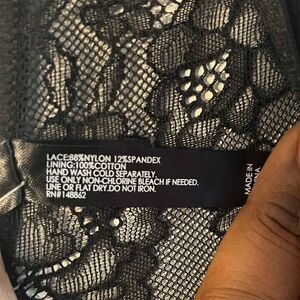 LACE:88%NYLON 12%SPANDEX
LINING:100%COTTON
HAND WASH COLD SEPARATELY.
USE ONLY NON-CHLORINE BLEACH IF NEEDED.
LINE OR FLAT DRY.DO NOT IRON.
RN#148862
MADE IN